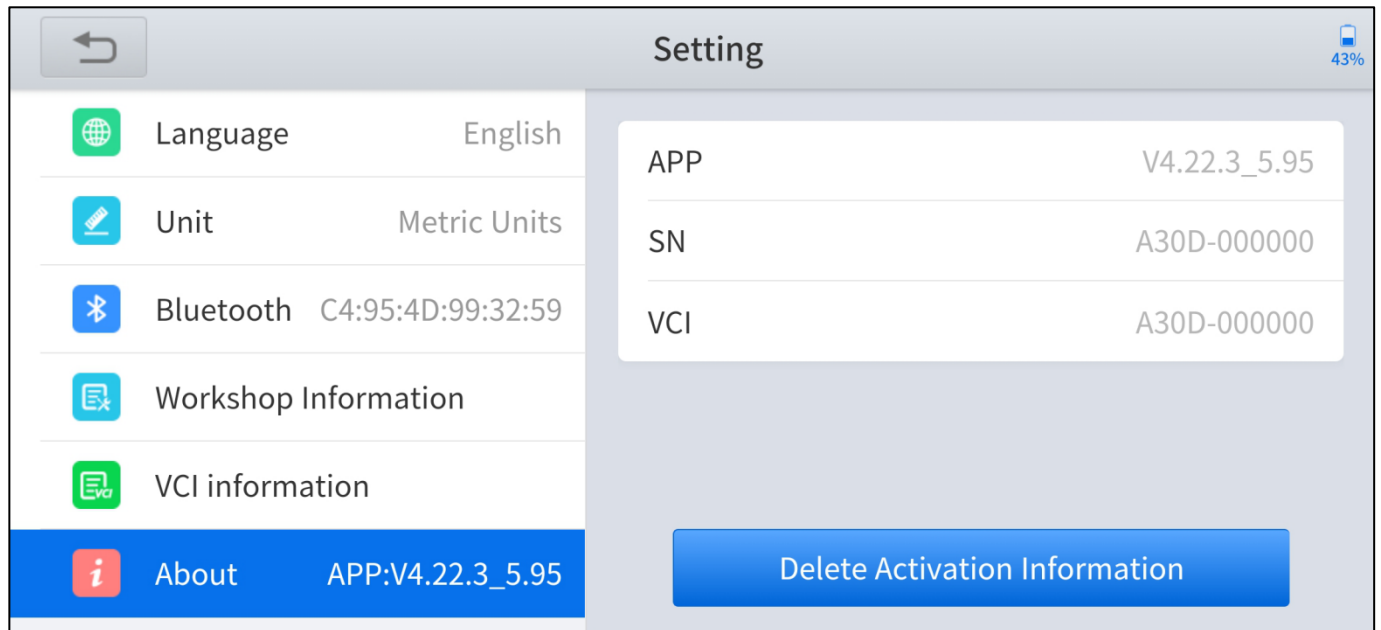 Setting
43%
Language English
Unit Metric Units
Bluetooth C4:95:4D:99:32:59
Workshop Information
VCI information
About APP:V4.22.3_5.95
APP V4.22.3_5.95
SN A30D-000000
VCI A30D-000000
Delete Activation Information